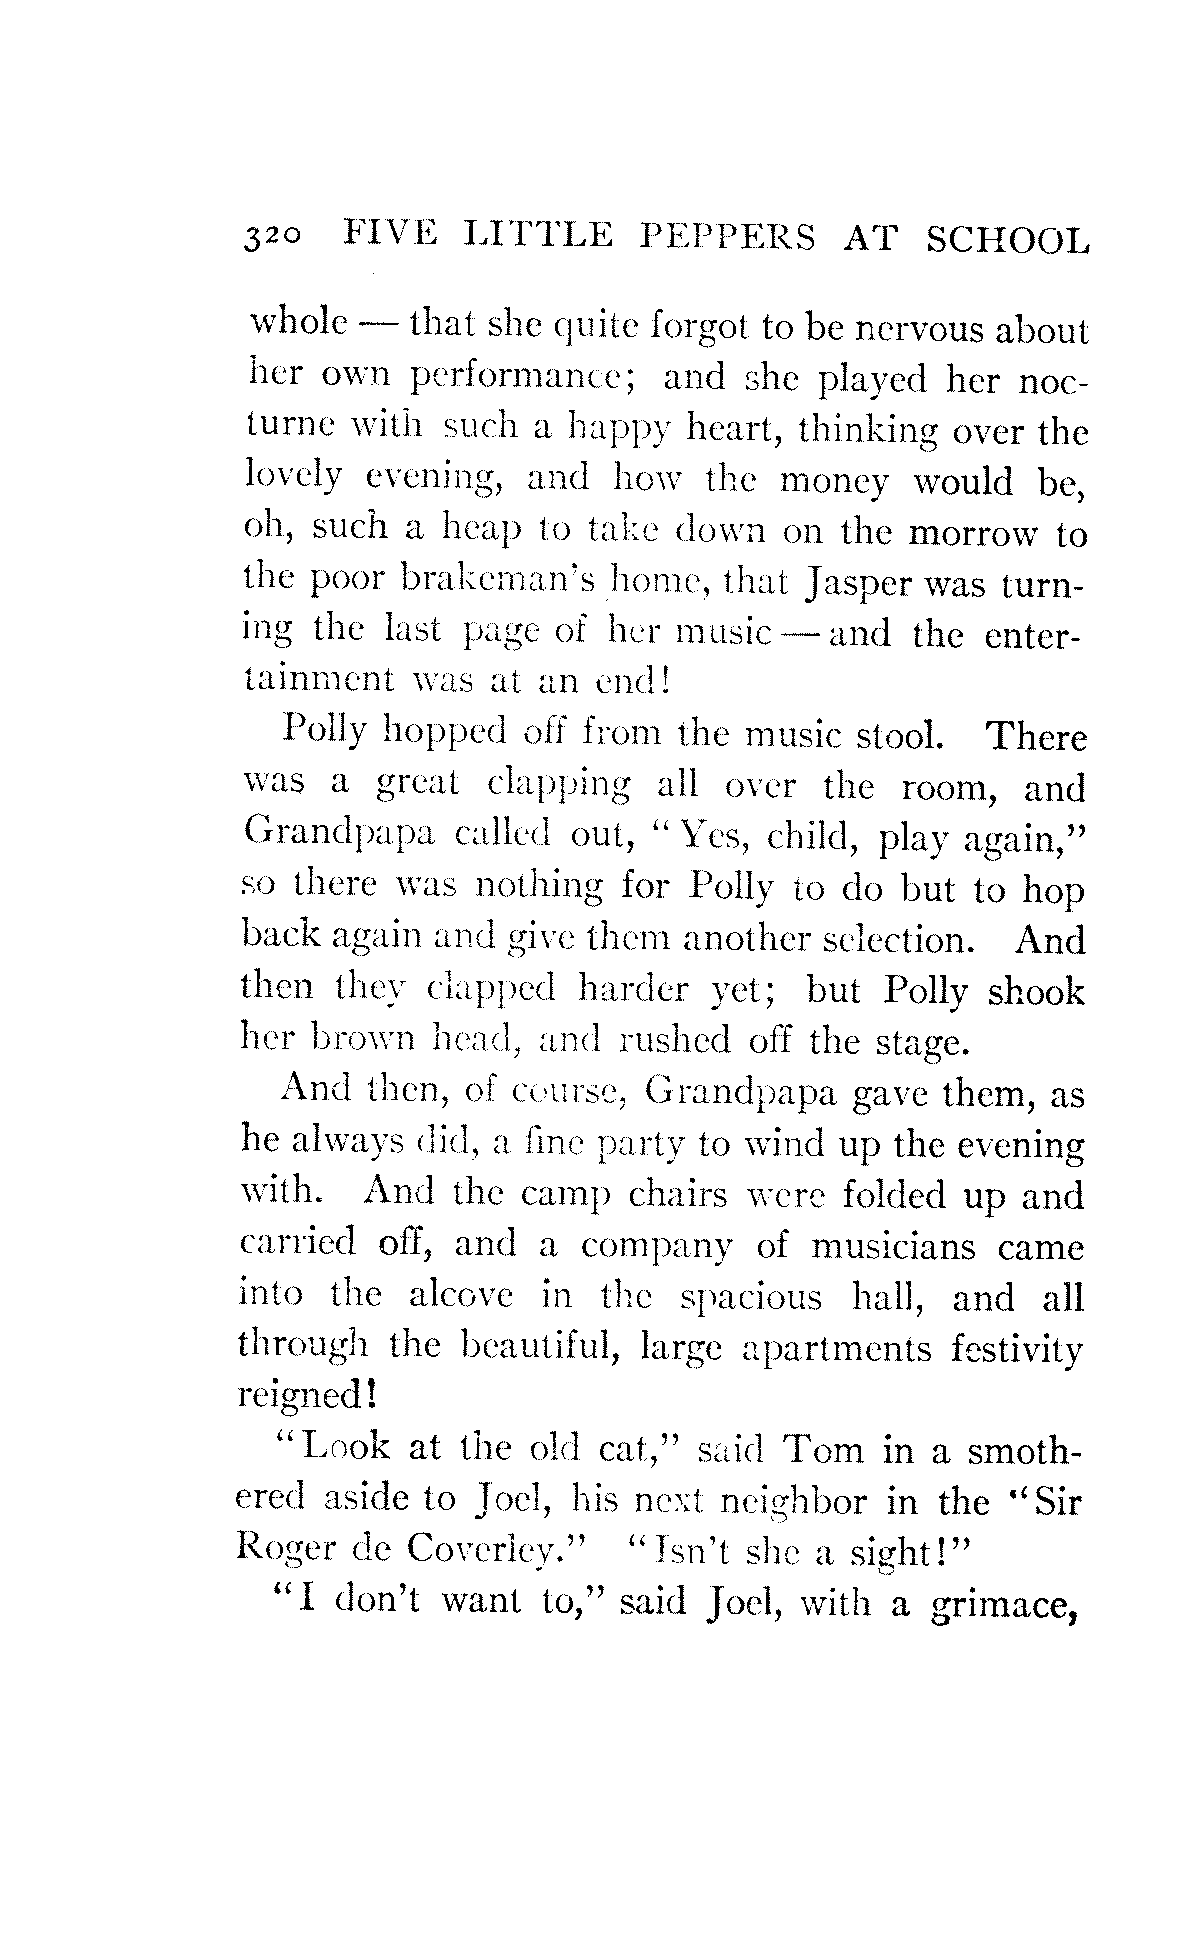 320 FIVE LITTLE PEPPERS AT SCHOOL
whole — that she quite forgot to be nervous about
her own performance; and she played her noc-
turne with such a happy heart, thinking over the
lovely evening, and how the money would be,
oh, such a heap to take down on the morrow to
the poor brakeman's home, that Jasper was turn-
ing the last page of her music — and the enter-
tainment was at an end!
Polly hopped off from the music stool. There
was a great clapping all over the room, and
Grandpapa called out, "Yes, child, play again,"
so there was nothing for Polly to do but to hop
back again and give them another selection. And
then they clapped harder yet; but Polly shook
her brown head, and rushed off the stage.
And then, of course, Grandpapa gave them, as
he always did, a fine party to wind up the evening
with. And the camp chairs were folded up and
carried off, and a company of musicians came
into the alcove in the spacious hall, and all
through the beautiful, large apartments festivity
reigned!
"Look at the old cat," said Tom in a smoth-
ered aside to Joel, his next neighbor in the "Sir
Roger de Coverley." "Isn't she a sight!"
"I don't want to," said Joel, with a grimace,